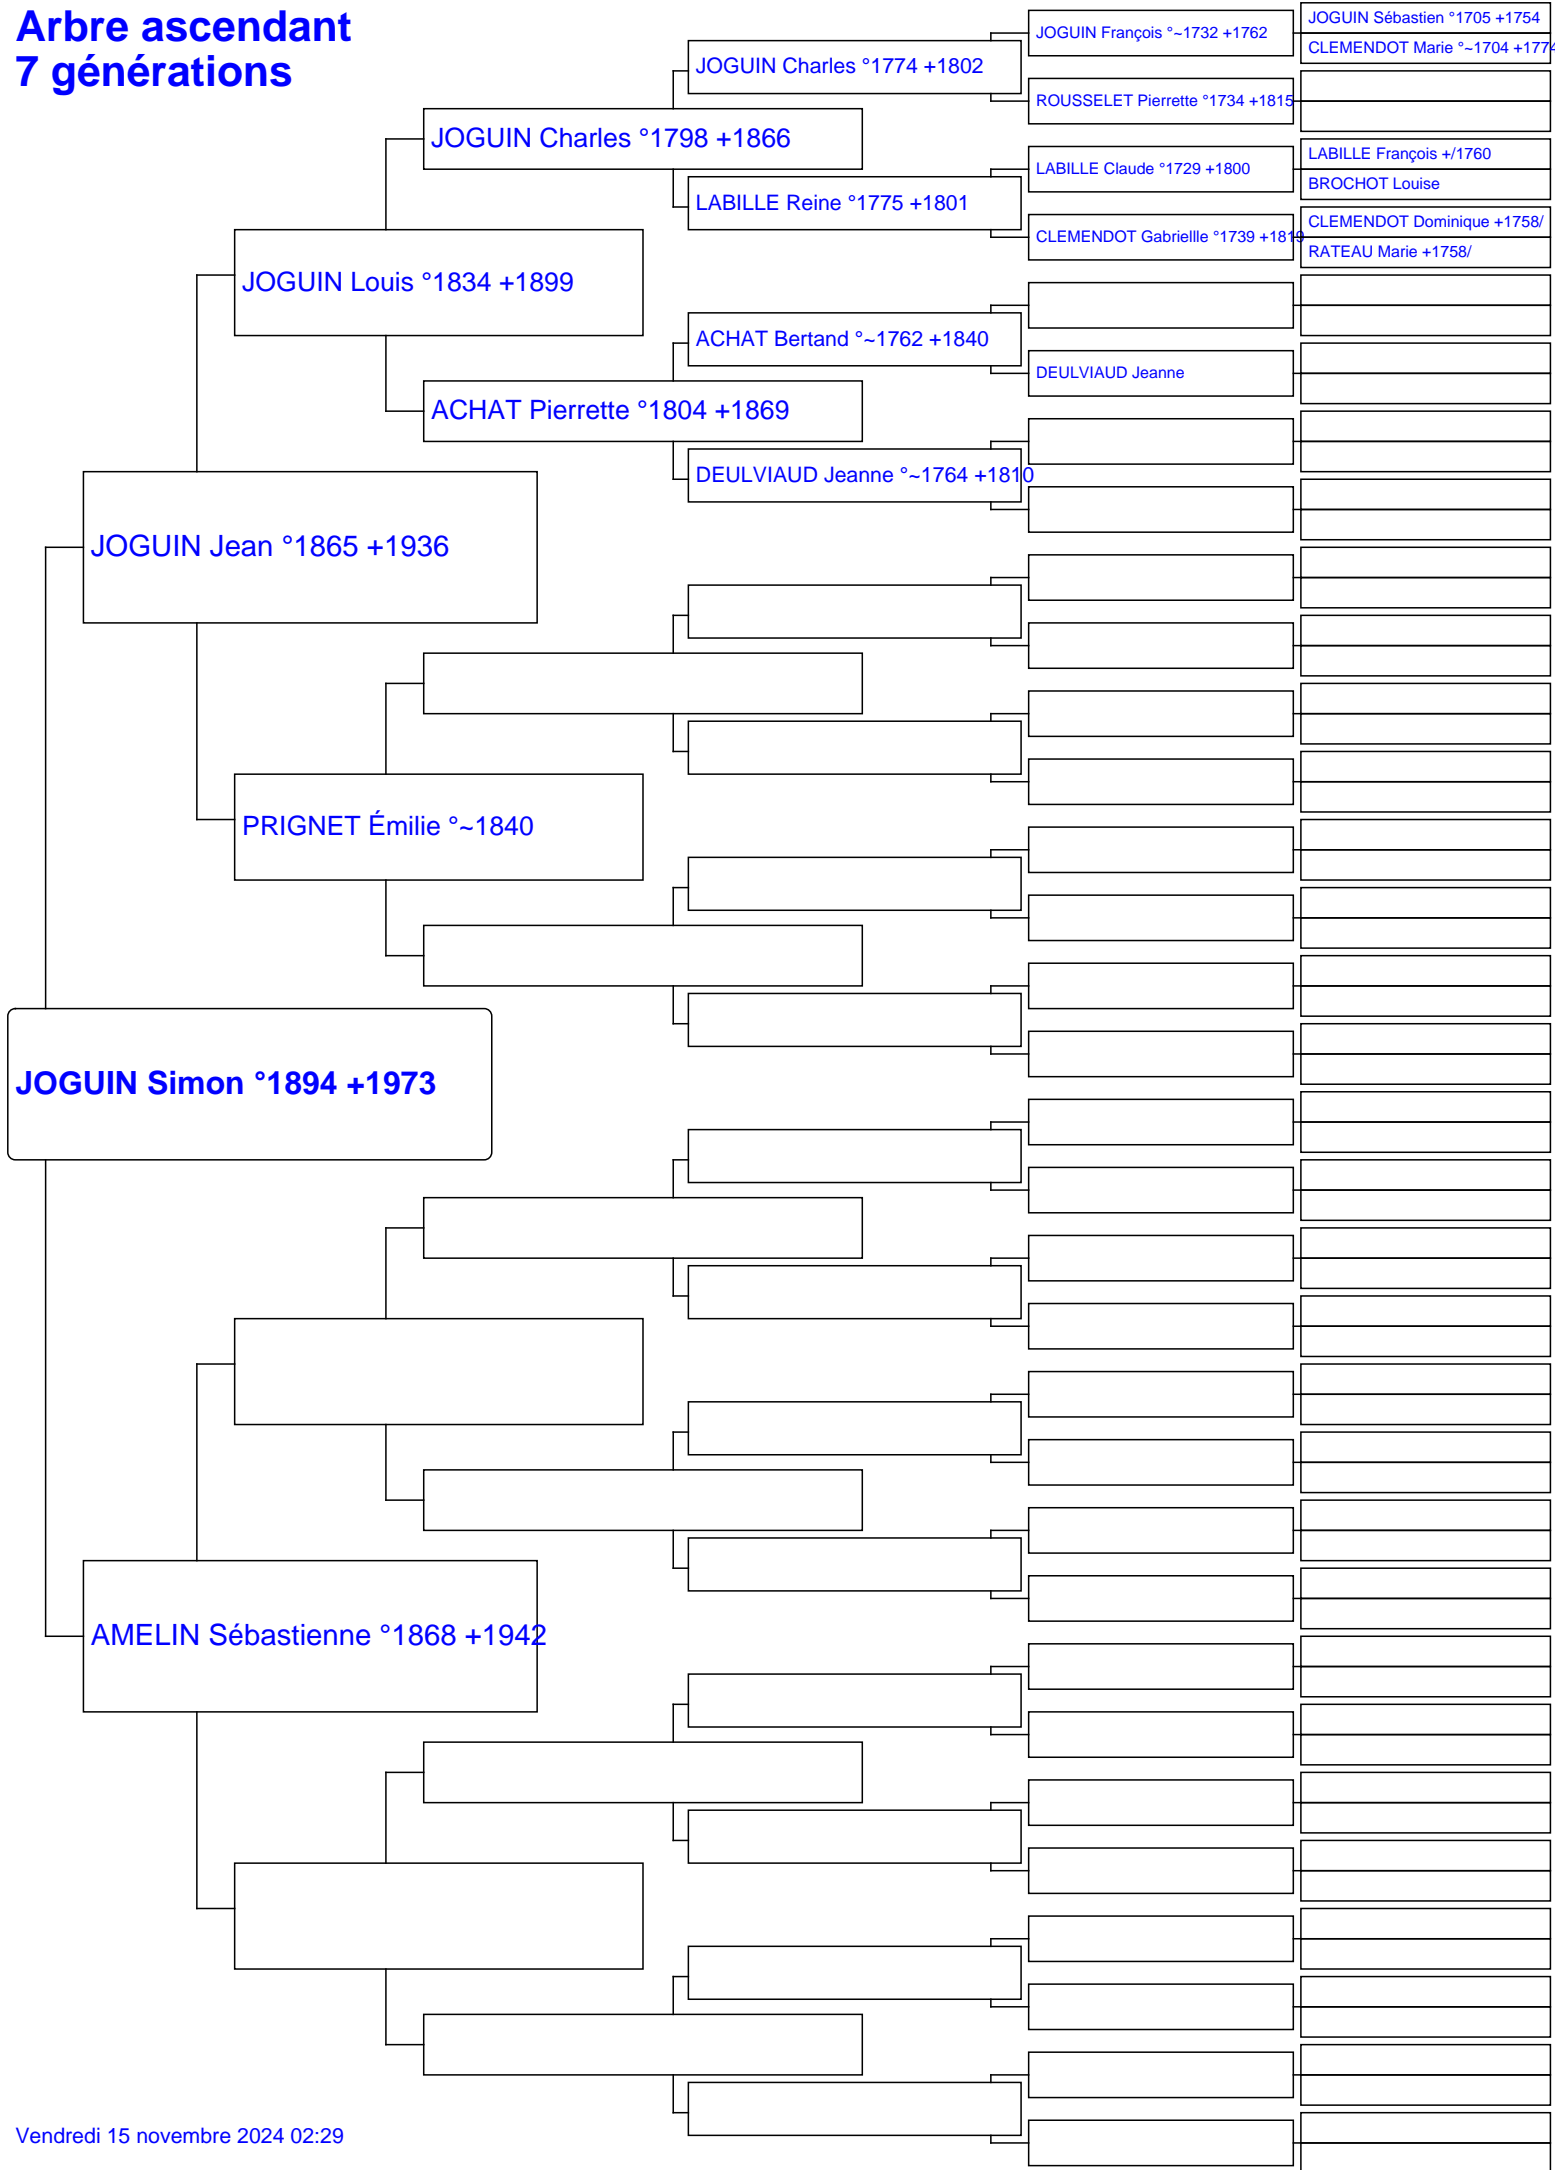 Arbre ascendant
7 générations
JOGUIN Sébastien °1705 +1754
JOGUIN François °~1732 +1762
CLEMENDOT Marie °~1704 +1774
JOGUIN Charles °1774 +1802
ROUSSELET Pierrette °1734 +1815
JOGUIN Charles °1798 +1866
LABILLE François +/1760
LABILLE Claude °1729 +1800
BROCHOT Louise
LABILLE Reine °1775 +1801
CLEMENDOT Dominique +1758/
CLEMENDOT Gabriellle °1739 +1819
RATEAU Marie +1758/
JOGUIN Louis °1834 +1899
ACHAT Bertand °~1762 +1840
DEULVIAUD Jeanne
ACHAT Pierrette °1804 +1869
DEULVIAUD Jeanne °~1764 +1810
JOGUIN Jean °1865 +1936
PRIGNET Émilie °~1840
JOGUIN Simon °1894 +1973
AMELIN Sébastienne °1868 +1942
Vendredi 15 novembre 2024 02:29